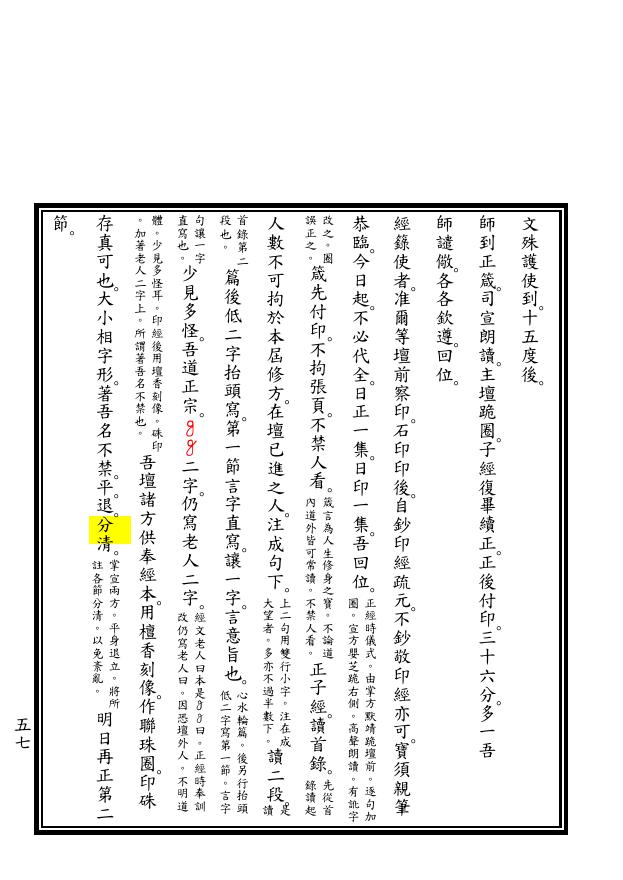 文殊護使到。十五度後。
師到正箴。司宣朗讀。主壇跪圈。子經復畢續正。正後付印。三十六分。多一吾
師譴儆。各各欽遵。回位。
經錄使者。准爾等壇前察印。石印印後。自鈔印經疏元。不鈔敬印經亦可。寶須親筆
恭臨。今日起。不必代全。日正一集。日印一集。吾回位。正經時儀式。由掌方默靖跪壇前。逐句加圈。宣方嬰芝跪右側。高聲朗讀。有訛字
改之。圈誤正之。箴先付印。不拘張頁。不禁人看。箴言為人生修身之寶。不論道內道外皆可常讀。不禁人看。正子經讀首錄。先從首錄讀起
人數不可拘於本屆修方。在壇已進之人。注成句下。上二句用雙行小字。注在成大望者。多亦不過半數下。讀二段。是讀
首錄第二段也。篇後低二字抬頭寫。第一節言字直寫。讓一字。言意旨也。心水輪篇。後另行抬頭低二字寫第一節。言字
句讓一字直寫也。少見多怪。吾道正宗。୫୫二字。仍寫老人二字。經文老人曰本是୫୫曰。正經時奉訓改仍寫老人曰。因恐壇外人。不明道
體。少見多怪耳。印經後用壇香刻像。硃印。加著老人二字上。所謂著吾名不禁也。吾壇諸方供奉經本。用檀香刻像。作聯珠圈。印硃
存真可也。大小相字形。著吾名不禁。平退。分清。掌宣兩方。平身退立。將所註各節分清。以免紊亂。明日再正第二
節。
五七